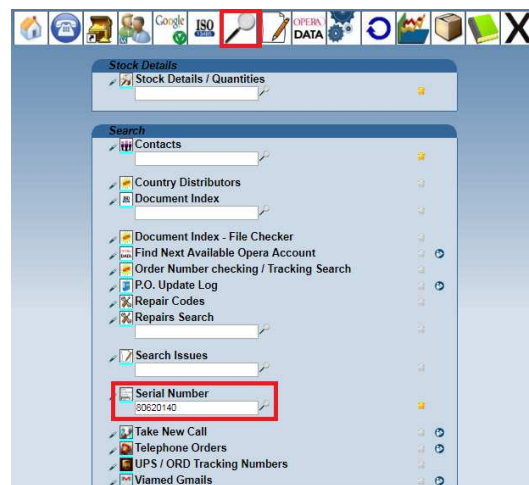 Google
ISO
OPERA
DATA
X
Stock Details
Stock Details / Quantities
Search
Contacts
Country Distributors
Document Index
Document Index - File Checker
Find Next Available Opera Account
Order Number checking / Tracking Search
P.O. Update Log
Repair Codes
Repairs Search
Search Issues
Serial Number
80620140
Take New Call
Telephone Orders
UPS / ORD Tracking Numbers
Viamed Gmails